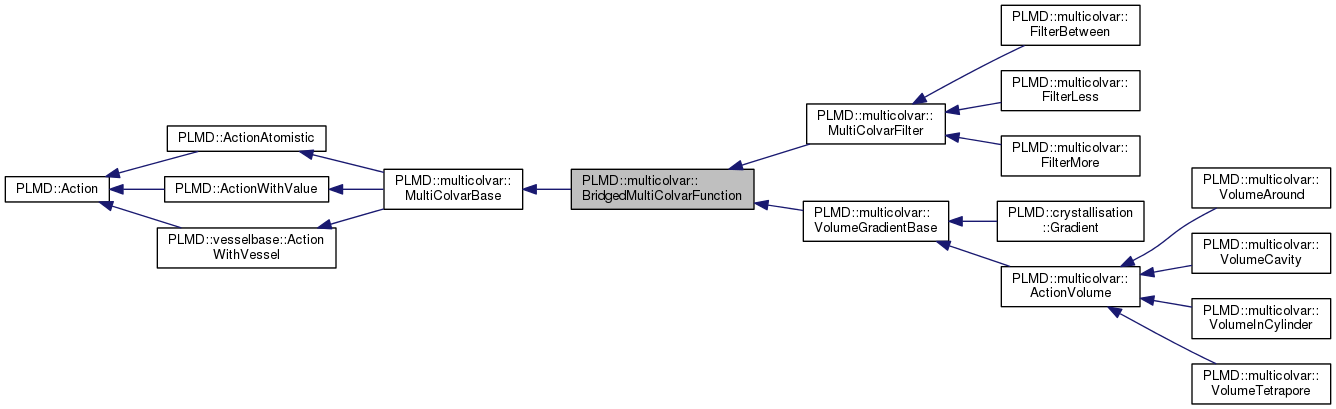 PLMD::Action
PLMD::ActionAtomistic
PLMD::ActionWithValue
PLMD::vesselbase::Action
WithVessel
PLMD::multicolvar::
MultiColvarBase
PLMD::multicolvar::
BridgedMultiColvarFunction
PLMD::multicolvar::
MultiColvarFilter
PLMD::multicolvar::
VolumeGradientBase
PLMD::multicolvar::
FilterBetween
PLMD::multicolvar::
FilterLess
PLMD::multicolvar::
FilterMore
PLMD::crystallisation
::Gradient
PLMD::multicolvar::
ActionVolume
PLMD::multicolvar::
VolumeAround
PLMD::multicolvar::
VolumeCavity
PLMD::multicolvar::
VolumeInCylinder
PLMD::multicolvar::
VolumeTetrapore